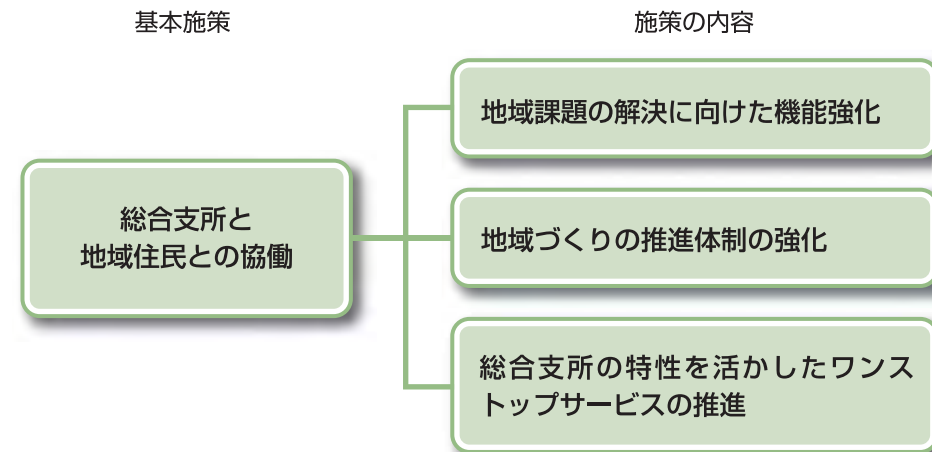 基本施策
施策の内容
総合支所と
地域住民との協働
地域課題の解決に向けた機能強化
地域づくりの推進体制の強化
総合支所の特性を活かしたワンス
トップサービスの推進